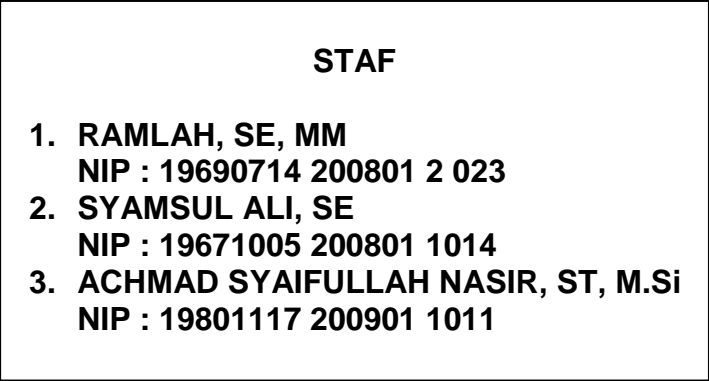 STAF
1. RAMLAH, SE, MM
NIP : 19690714 200801 2 023
2. SYAMSUL ALI, SE
NIP : 19671005 200801 1014
3. ACHMAD SYAIFULLAH NASIR, ST, M.Si
NIP : 19801117 200901 1011